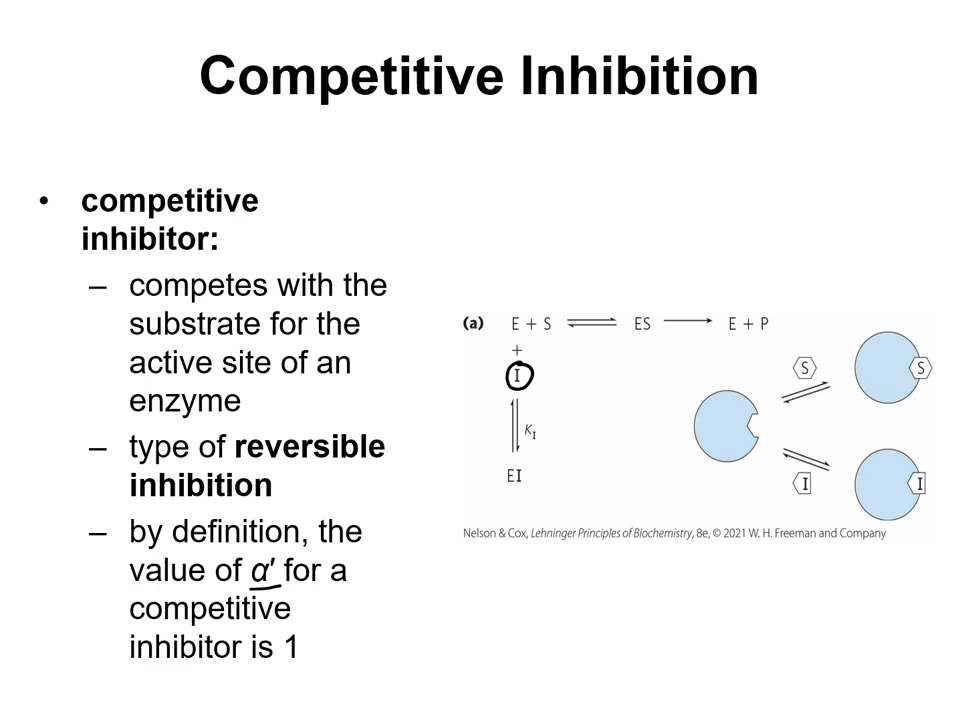 Competitive Inhibition
• competitive
inhibitor:
– competes with the
substrate for the
active site of an
enzyme
– type of reversible
inhibition
– by definition, the
value of α′ for a
competitive
inhibitor is 1
(a) E + S ⇌ ES ⟶ E + P
+
I
K_I
EI
S
S
I
I
Nelson & Cox, Lehninger Principles of Biochemistry, 8e, © 2021 W. H. Freeman and Company